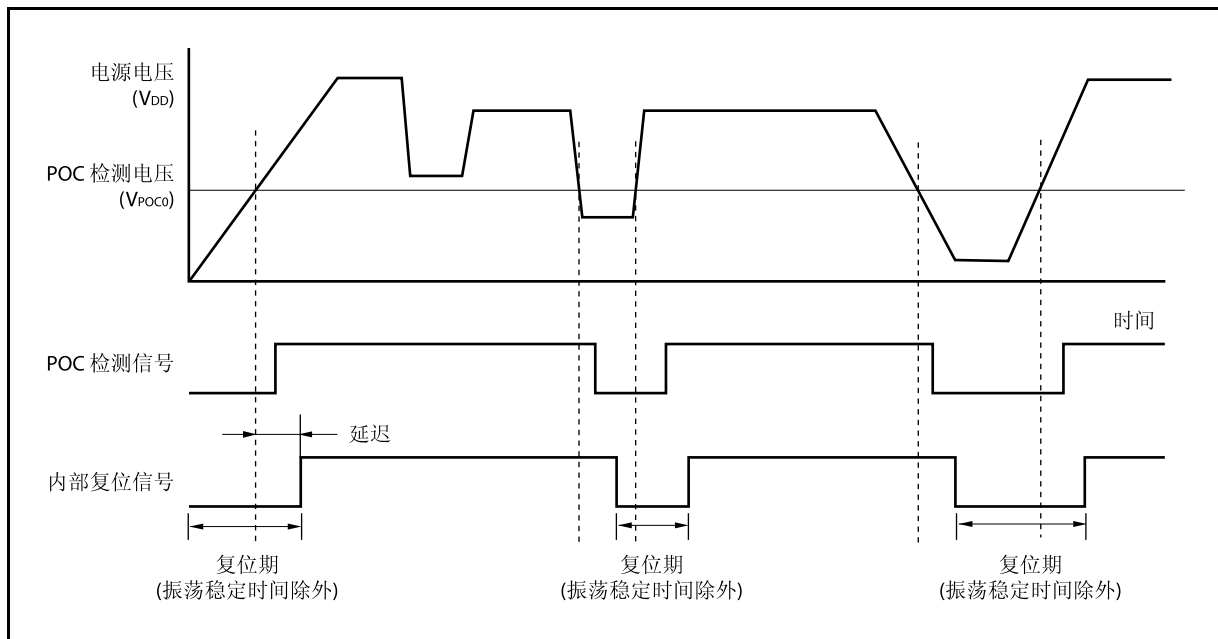 电源电压
(VDD)
POC 检测电压
(VPOC0)
时间
POC 检测信号
延迟
内部复位信号
复位期
(振荡稳定时间除外)
复位期
(振荡稳定时间除外)
复位期
(振荡稳定时间除外)